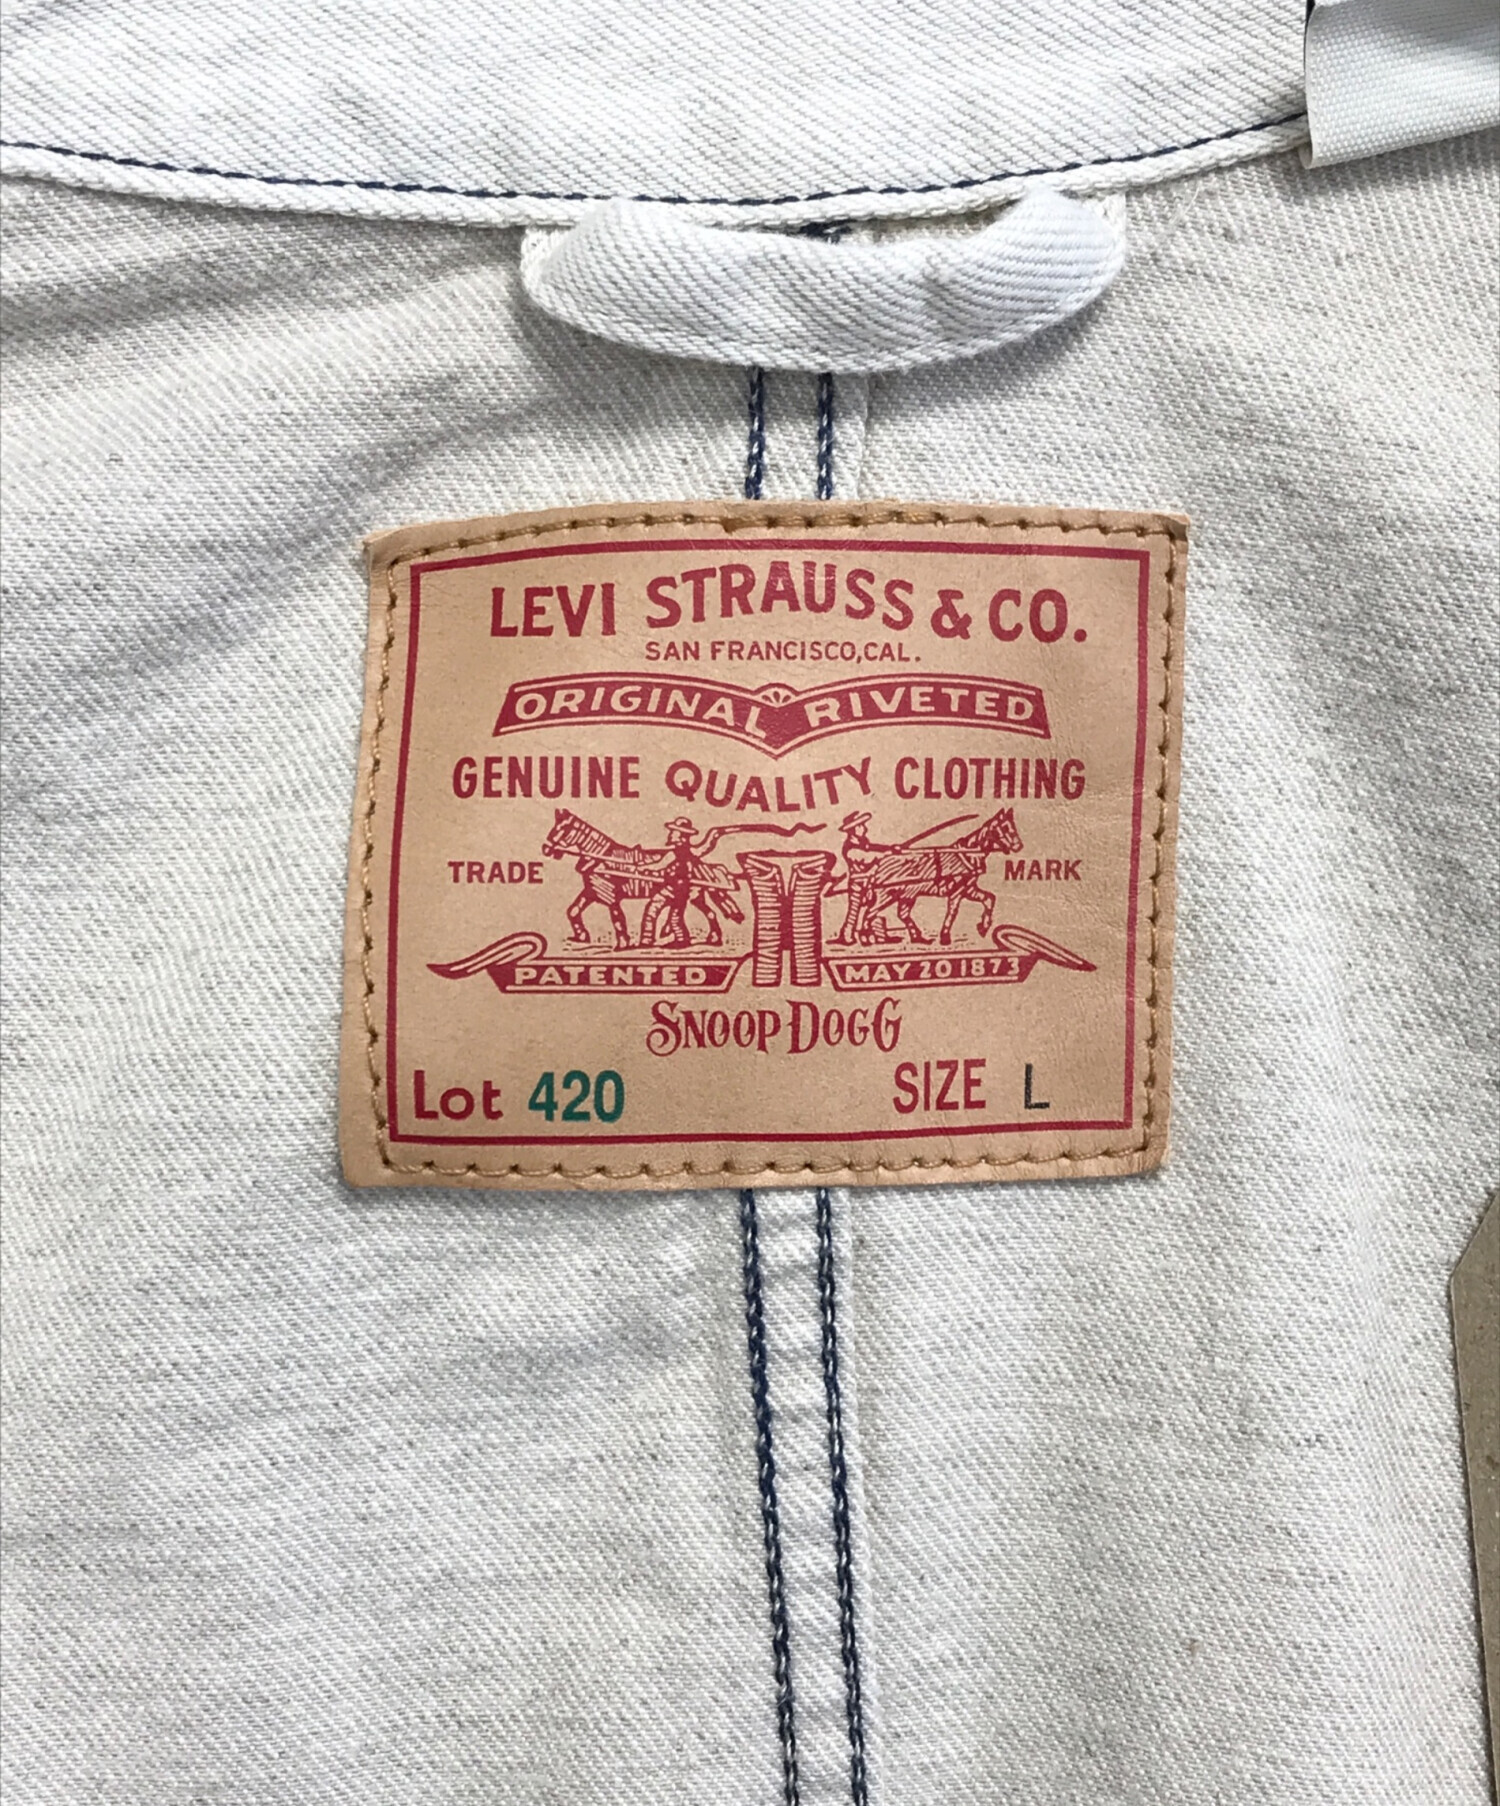 LEVI STRAUSS & CO.
SAN FRANCISCO, CAL.
ORIGINAL RIVETED
GENUINE QUALITY CLOTHING
TRADE MARK
PATENTED MAY 20 1873
SNOOP DOGG
Lot 420 SIZE L